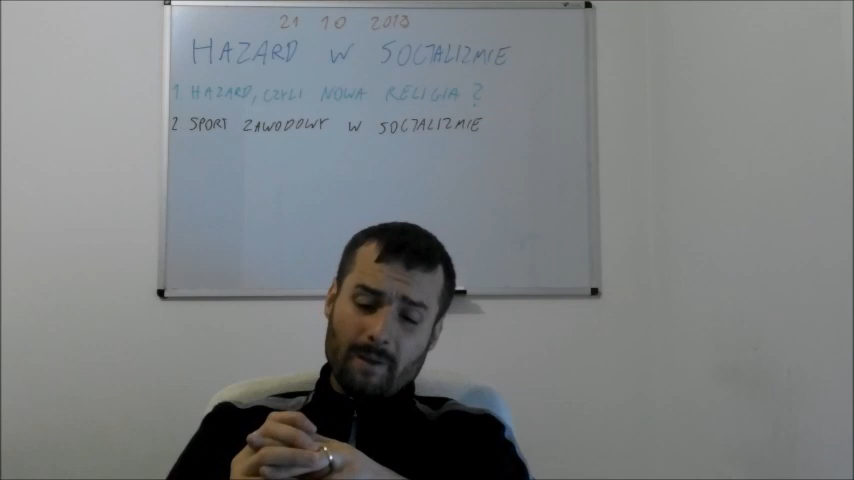 21 10 2013
HAZARD W SOCJALIZMIE
1. HAZARD, CZYLI NOWA RELIGIA ?
2. SPORT ZAWODOWY W SOCJALIZMIE